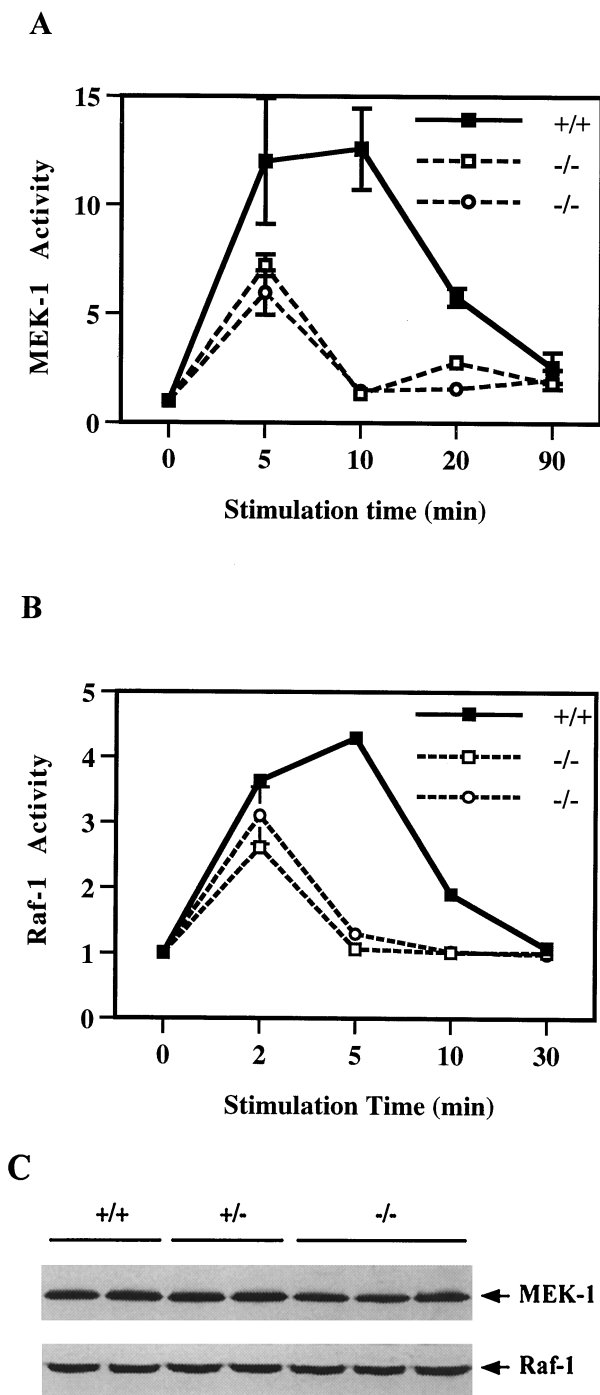 A
15
10
5
0
MEK-1 Activity
+/+
-/-
-/-
0 5 10 20 90
Stimulation time (min)
B
5
4
3
2
1
0
Raf-1 Activity
+/+
-/-
-/-
0 2 5 10 30
Stimulation Time (min)
C
+/+ +/- -/-
MEK-1
Raf-1